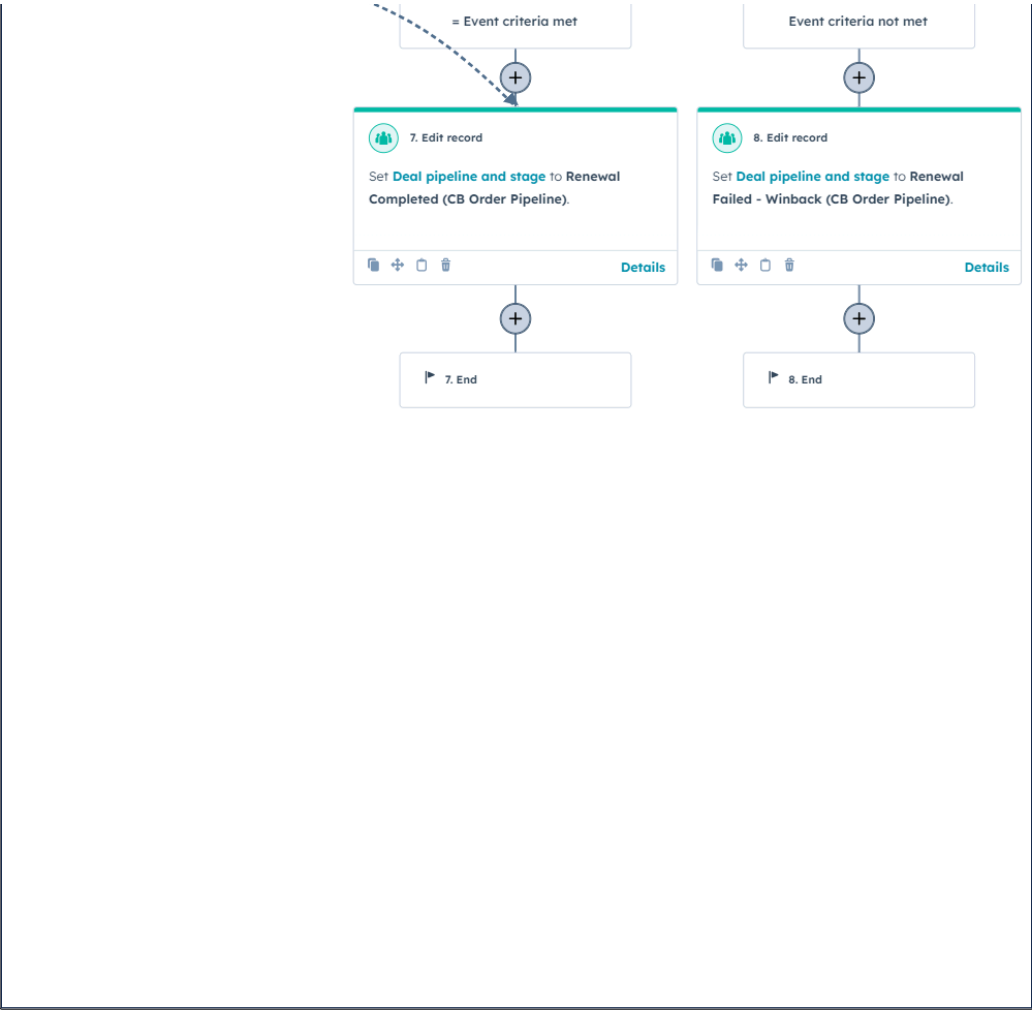 = Event criteria met
Event criteria not met
7. Edit record
Set Deal pipeline and stage to Renewal
Completed (CB Order Pipeline).
Details
8. Edit record
Set Deal pipeline and stage to Renewal
Failed - Winback (CB Order Pipeline).
Details
7. End
8. End